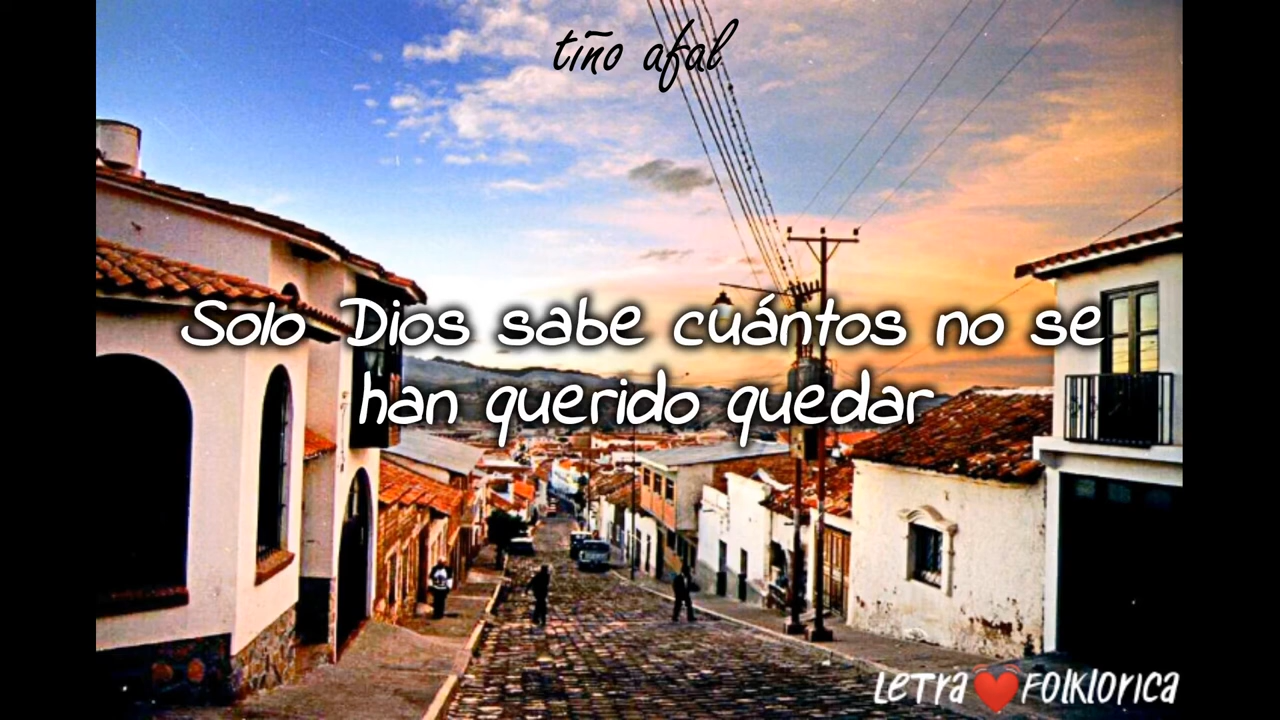 tiño afal
Solo Dios sabe cuántos no se
han querido quedar
Letra❤️Folklorica